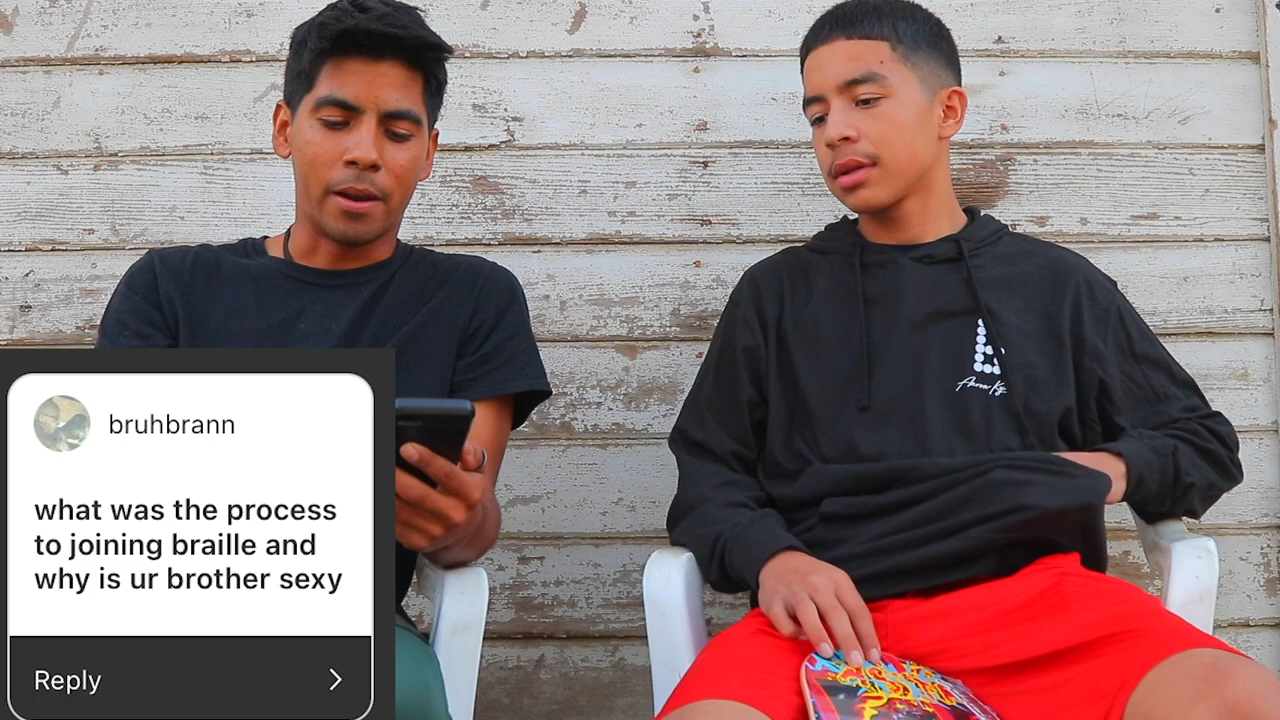 bruhbrann
what was the process
to joining braille and
why is ur brother sexy
Reply